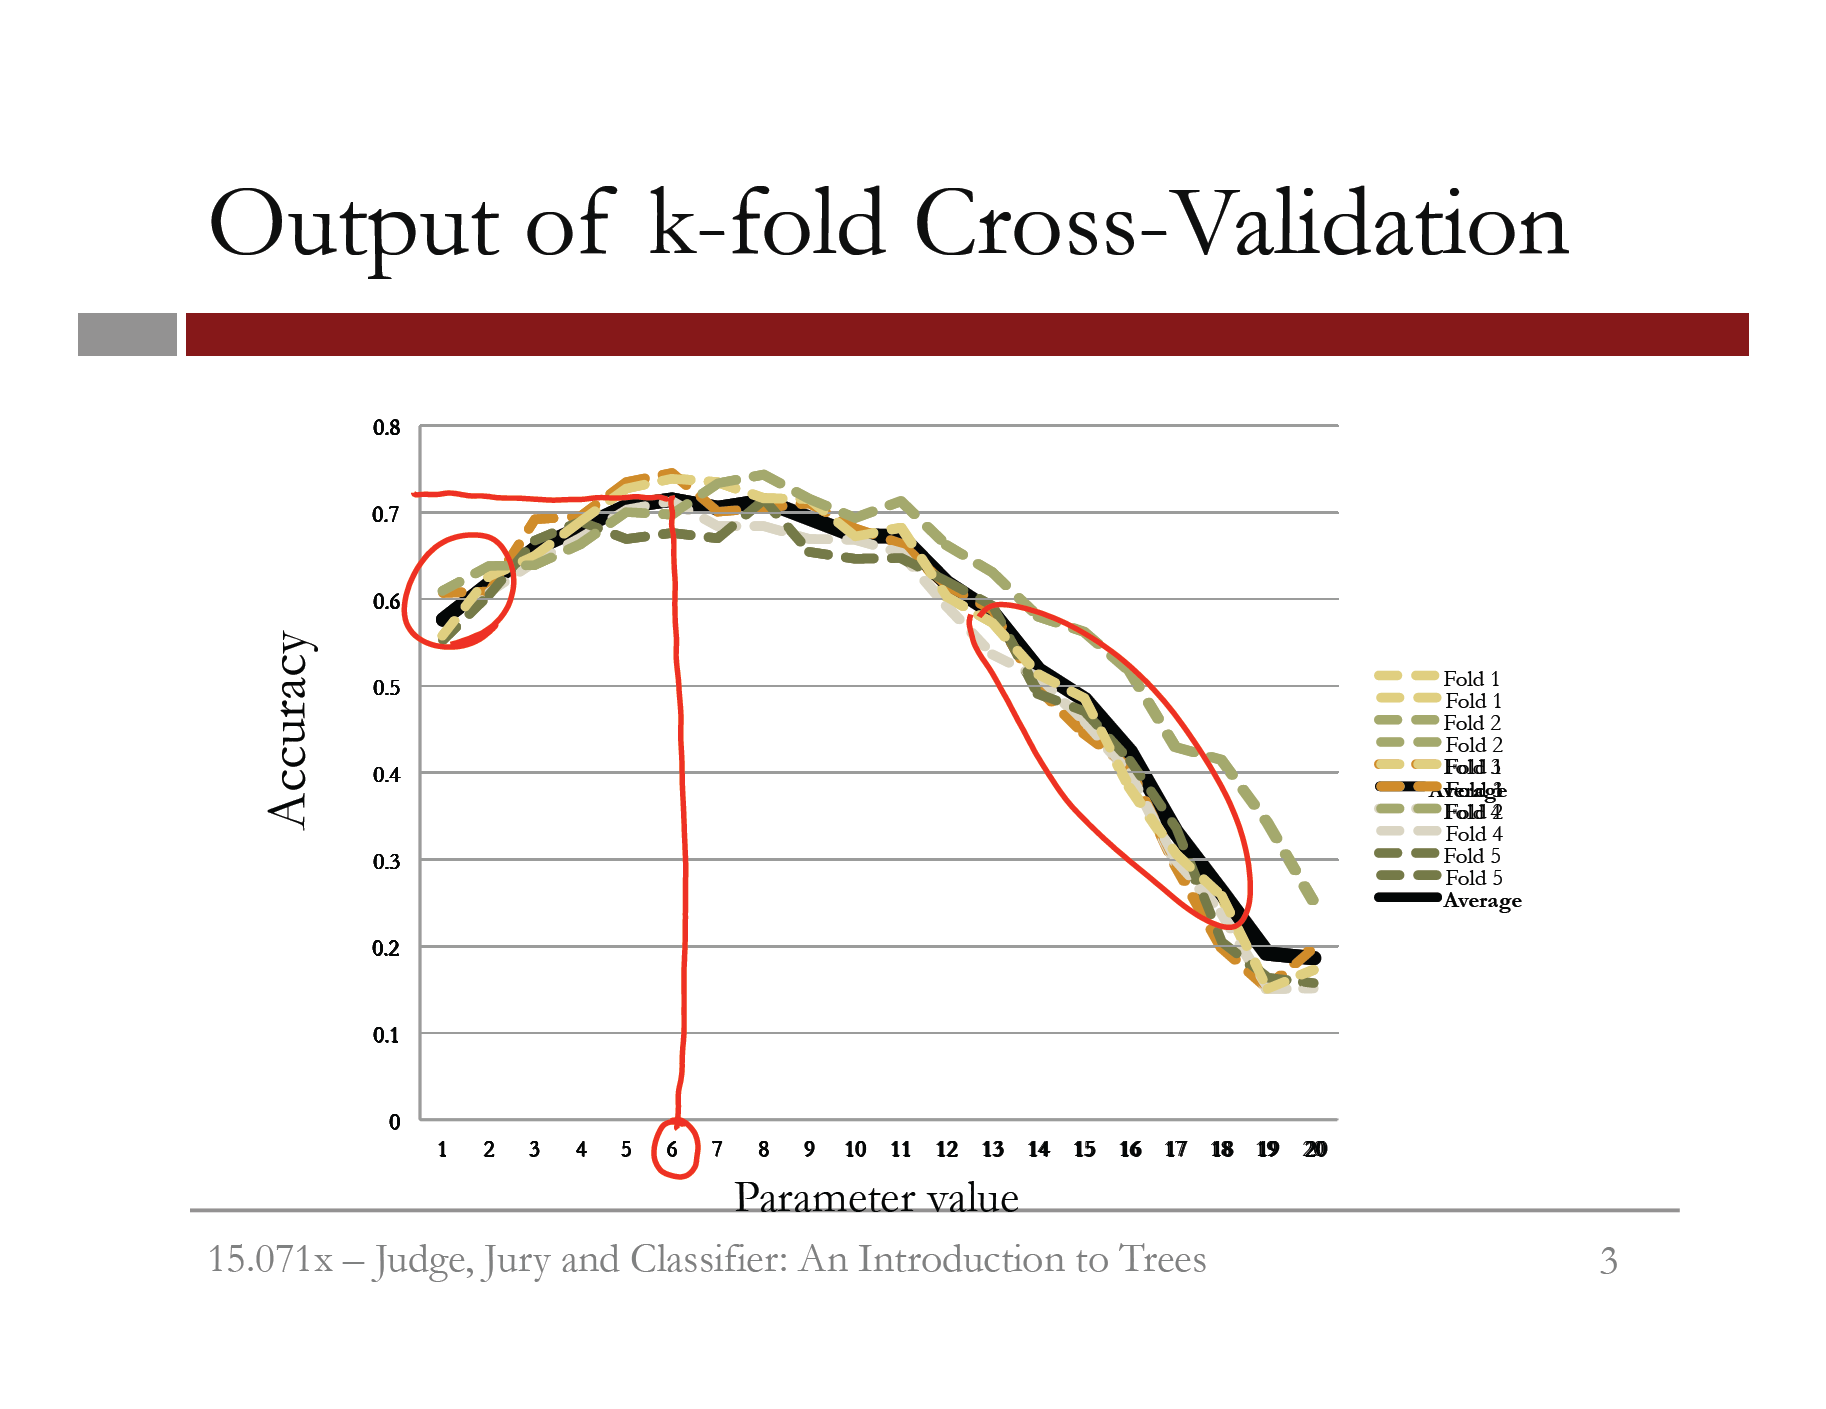 Output of k-fold Cross-Validation
0.8
0.7
0.6
0.5
0.4
0.3
0.2
0.1
0
Accuracy
1 2 3 4 5 6 7 8 9 10 11 12 13 14 15 16 17 18 19 20
Parameter value
Fold 1
Fold 1
Fold 2
Fold 2
Fold 3
Average
Fold 4
Fold 4
Fold 5
Fold 5
Average
15.071x – Judge, Jury and Classifier: An Introduction to Trees
3